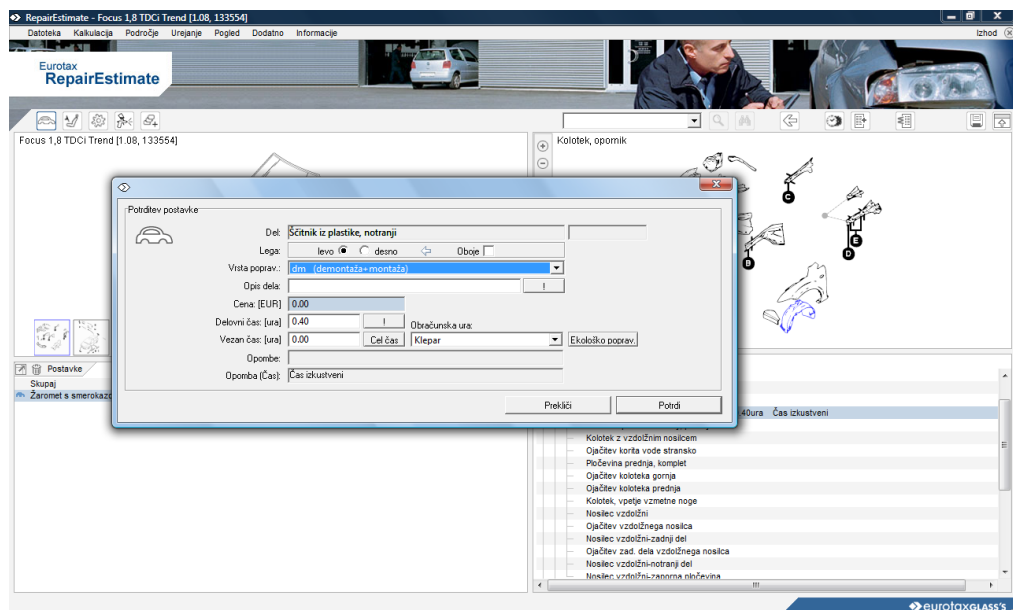 RepairEstimate - Focus 1,8 TDCi Trend [1.08, 133554]
Datoteka Kalkulacija Področje Urejanje Pogled Dodatno Informacije Izhod
Eurotax
RepairEstimate
Focus 1,8 TDCi Trend [1.08, 133554]
Kolotek, opornik
C
E
D
B
Potrditev postavke
Del: Ščitnik iz plastike, notranji
Lega: levo desno Oboje
Vrsta poprav.: dm (demontaža+montaža)
Opis dela: !
Cena: [EUR] 0.00
Delovni čas: [ura] 0.40 ! Obračunska ura:
Vezan čas: [ura] 0.00 Cel čas Klepar Ekološko poprav.
Opombe:
Opomba (Čas): Čas izkustveni
Prekliči Potrdi
Postavke
Skupaj
Žaromet s smerokazo
.40ura Čas izkustveni
Kolotek z vzdolžnim nosilcem
Ojačitev korita vode stransko
Pločevina prednja, komplet
Ojačitev koloteka gornja
Ojačitev koloteka prednja
Kolotek, vpetje vzmetne noge
Nosilec vzdolžni
Ojačitev vzdolžnega nosilca
Nosilec vzdolžni-zadnji del
Ojačitev zad. dela vzdolžnega nosilca
Nosilec vzdolžni-notranji del
Nosilec vzdolžni-zaporna pločevina
eurotaxGLASS'S